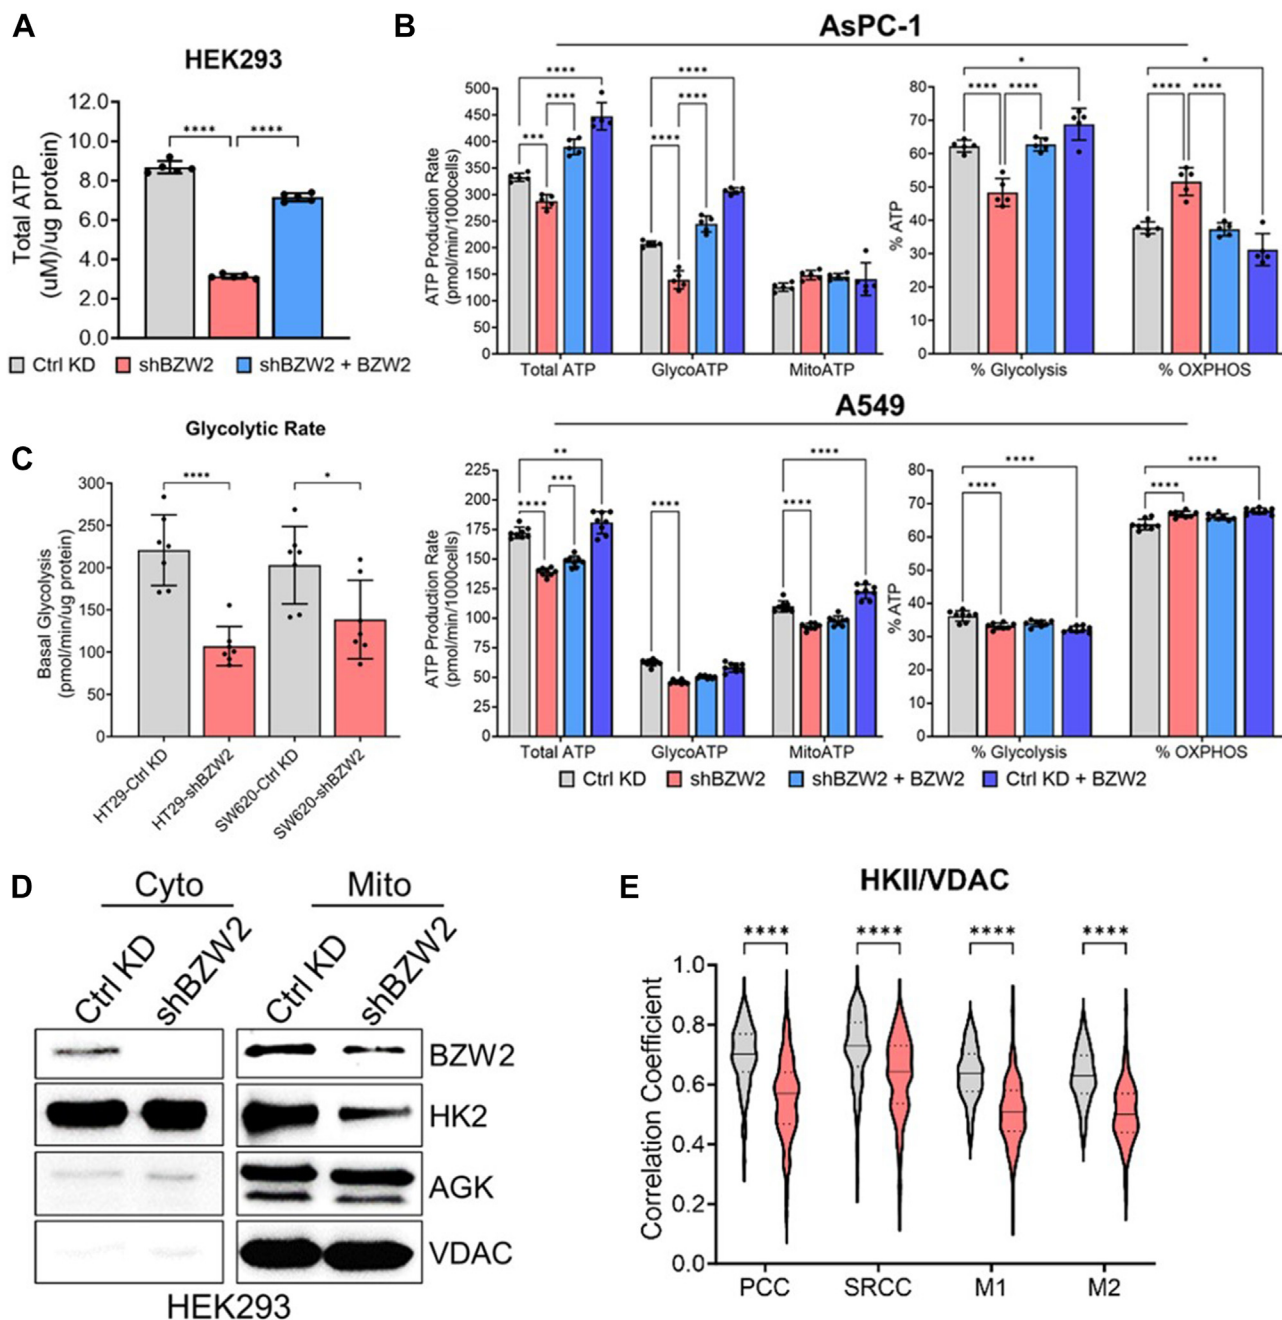 A
HEK293
Total ATP
(uM)/ug protein)
12.0
10.0
8.0
6.0
4.0
2.0
0.0
**** ****
Ctrl KD shBZW2 shBZW2 + BZW2
B
AsPC-1
ATP Production Rate
(pmol/min/1000cells)
500
450
400
350
300
250
200
150
100
50
0
****
****
***
****
****
****
Total ATP GlycoATP MitoATP
% ATP
80
70
60
50
40
30
20
10
0
*
**** ****
*
**** ****
% Glycolysis % OXPHOS
A549
ATP Production Rate
(pmol/min/1000cells)
225
200
175
150
125
100
75
50
25
0
**
***
****
****
****
****
Total ATP GlycoATP MitoATP
% ATP
80
70
60
50
40
30
20
10
0
****
****
****
****
% Glycolysis % OXPHOS
Ctrl KD shBZW2 shBZW2 + BZW2 Ctrl KD + BZW2
C
Glycolytic Rate
Basal Glycolysis
(pmol/min/ug protein)
300
250
200
150
100
50
0
**** *
HT29-Ctrl KD
HT29-shBZW2
SW620-Ctrl KD
SW620-shBZW2
D
Cyto Mito
Ctrl KD shBZW2 Ctrl KD shBZW2
BZW2
HK2
AGK
VDAC
HEK293
E
HKII/VDAC
Correlation Coefficient
1.0
0.8
0.6
0.4
0.2
0.0
**** **** **** ****
PCC SRCC M1 M2